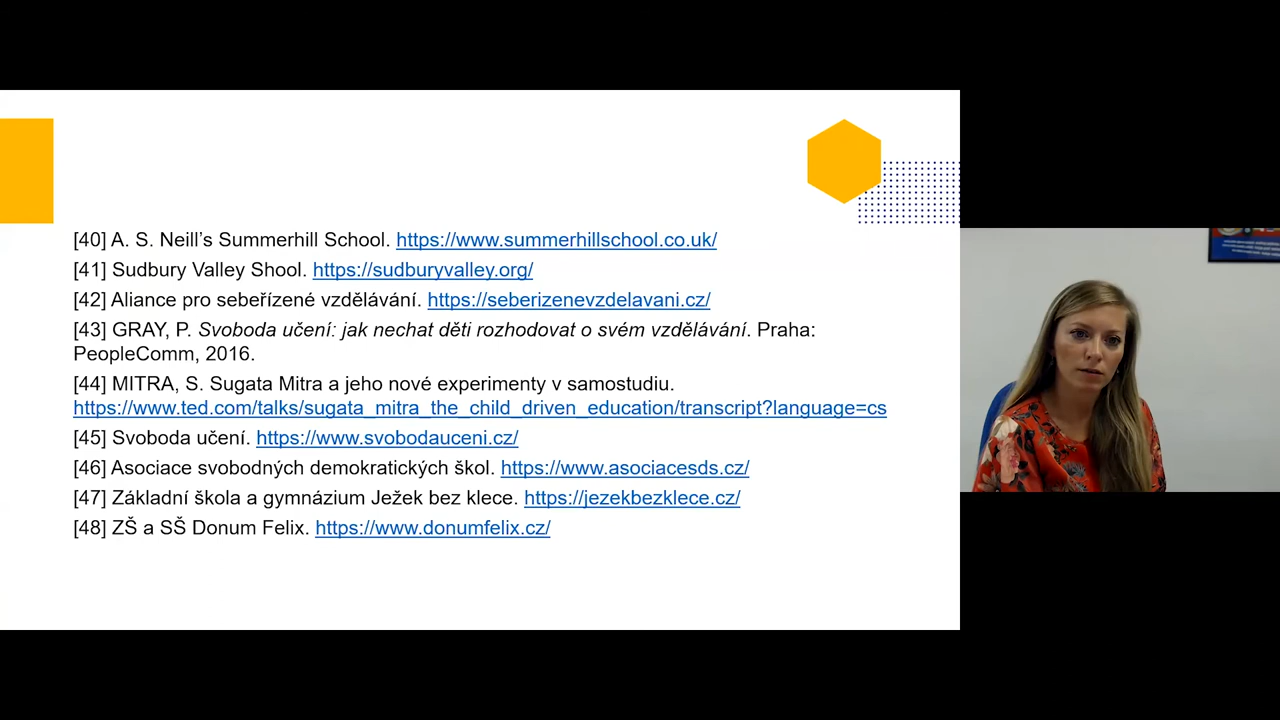 [40] A. S. Neill’s Summerhill School. https://www.summerhillschool.co.uk/
[41] Sudbury Valley Shool. https://sudburyvalley.org/
[42] Aliance pro sebeřízené vzdělávání. https://seberizenevzdelavani.cz/
[43] GRAY, P. Svoboda učení: jak nechat děti rozhodovat o svém vzdělávání. Praha:
PeopleComm, 2016.
[44] MITRA, S. Sugata Mitra a jeho nové experimenty v samostudiu.
https://www.ted.com/talks/sugata_mitra_the_child_driven_education/transcript?language=cs
[45] Svoboda učení. https://www.svobodauceni.cz/
[46] Asociace svobodných demokratických škol. https://www.asociacesds.cz/
[47] Základní škola a gymnázium Ježek bez klece. https://jezekbezklece.cz/
[48] ZŠ a SŠ Donum Felix. https://www.donumfelix.cz/